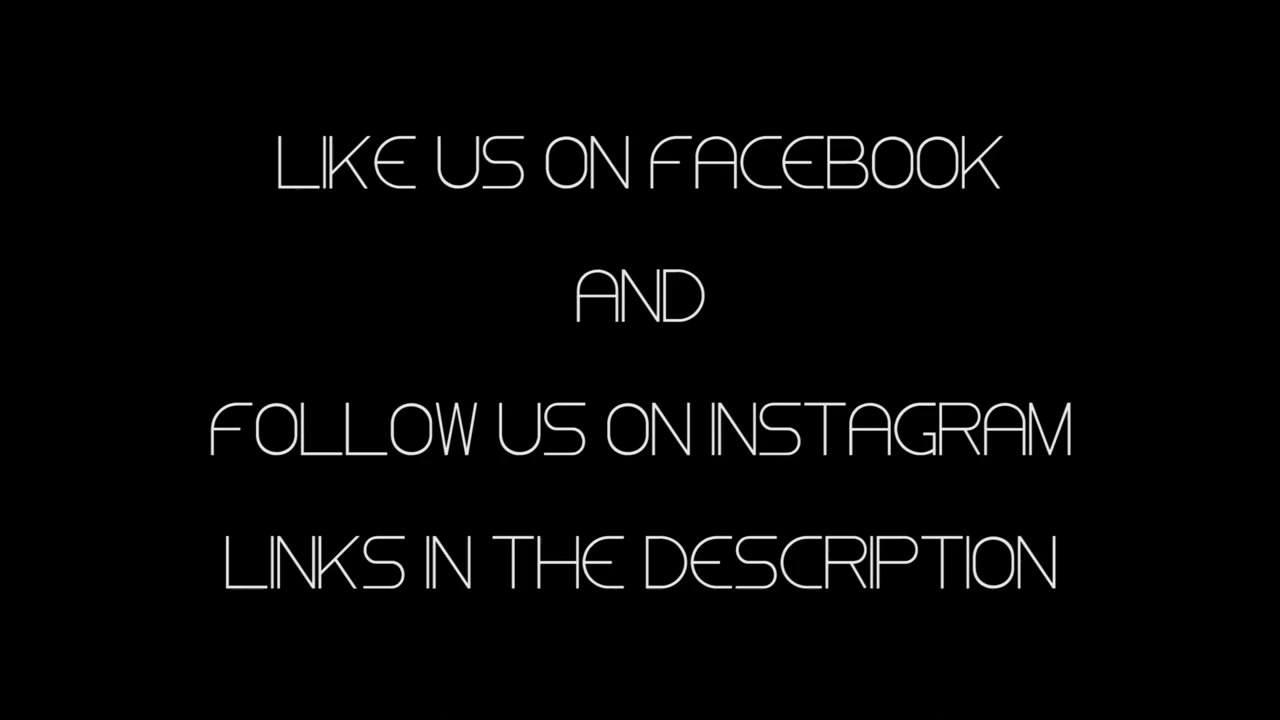 LIKE US ON FACEBOOK
AND
FOLLOW US ON INSTAGRAM
LINKS IN THE DESCRIPTION